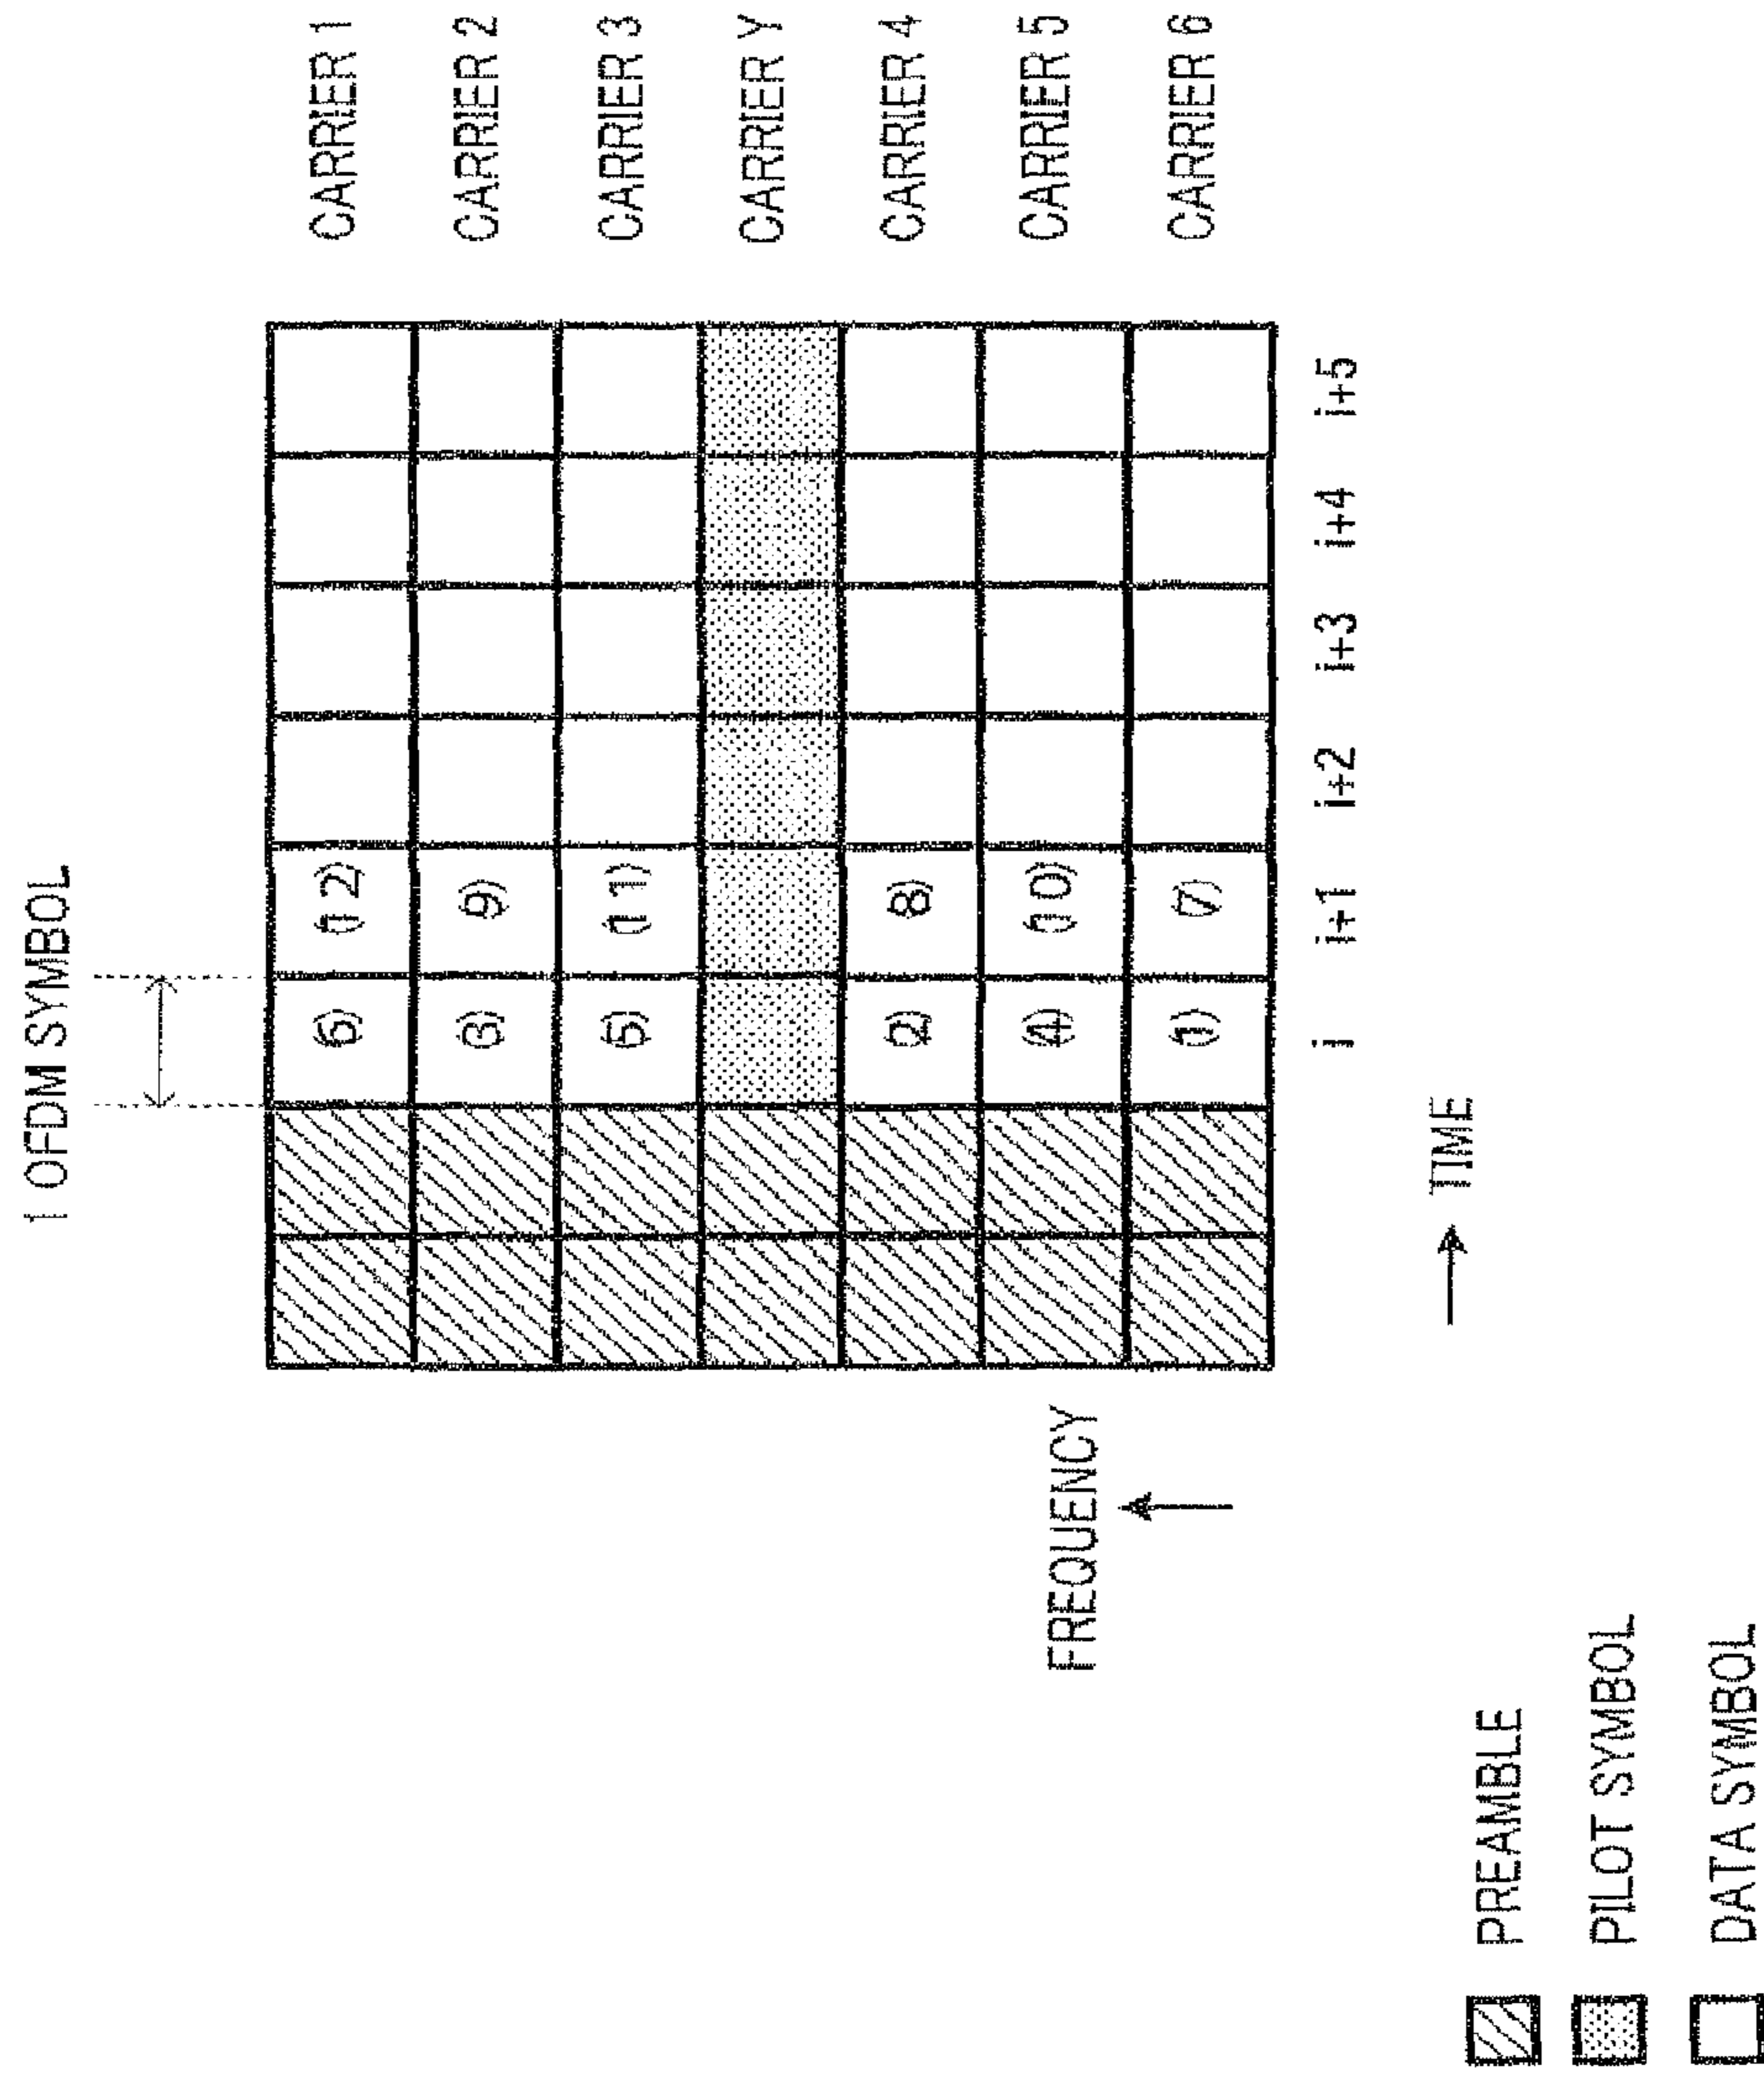 1 OFDM SYMBOL
(6) (12) CARRIER 1
(3) (9) CARRIER 2
(5) (11) CARRIER 3
CARRIER Y
(2) (8) CARRIER 4
(4) (10) CARRIER 5
(1) (7) CARRIER 6
FREQUENCY
i i+1 i+2 i+3 i+4 i+5
TIME
PREAMBLE
PILOT SYMBOL
DATA SYMBOL